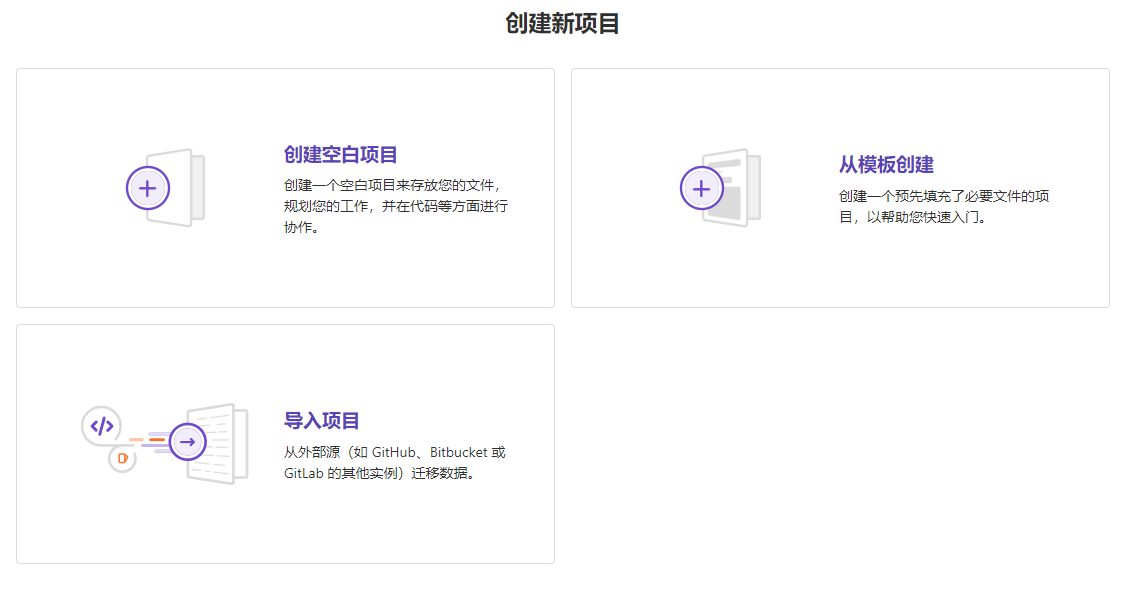 创建新项目
创建空白项目
创建一个空白项目来存放您的文件，
规划您的工作，并在代码等方面进行
协作。
从模板创建
创建一个预先填充了必要文件的项
目，以帮助您快速入门。
导入项目
从外部源（如 GitHub、Bitbucket 或
GitLab 的其他实例）迁移数据。